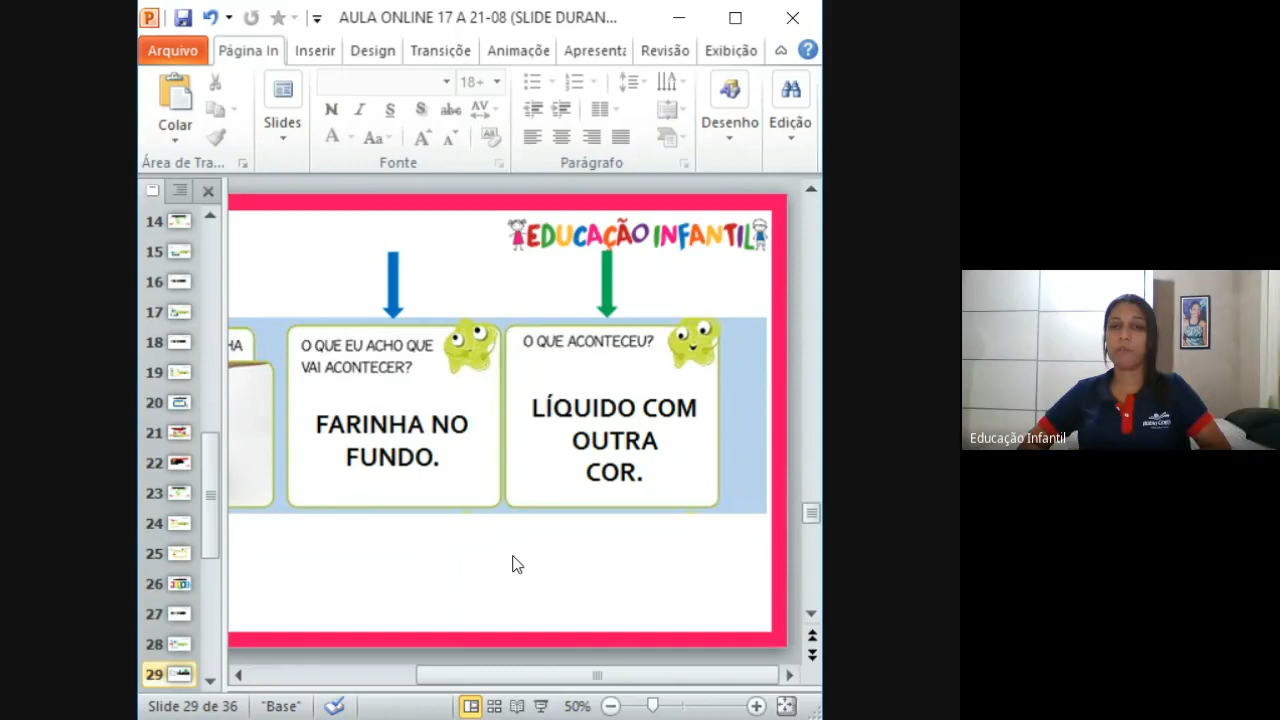 AULA ONLINE 17 A 21-08 (SLIDE DURAN...
Arquivo Página In Inserir Design Transiçõe Animaçõe Apresenta Revisão Exibição
18+
Colar Slides Desenho Edição
Área de Tra... Fonte Parágrafo
EDUCAÇÃO INFANTIL
HA
O QUE EU ACHO QUE
VAI ACONTECER?
FARINHA NO
FUNDO.
O QUE ACONTECEU?
LÍQUIDO COM
OUTRA
COR.
14
15
16
17
18
19
20
21
22
23
24
25
26
27
28
29
Slide 29 de 36 "Base" 50%
Educação Infantil